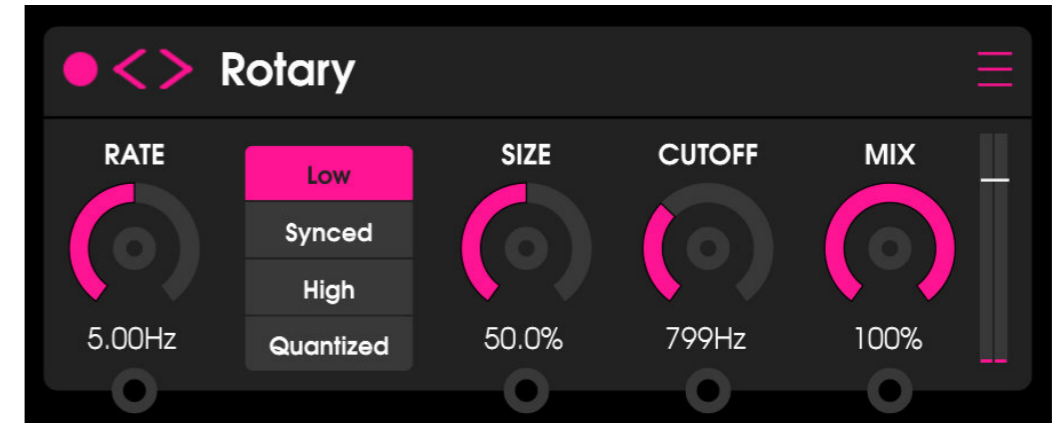 Rotary
RATE
Low
Synced
High
Quantized
5.00Hz
SIZE
50.0%
CUTOFF
799Hz
MIX
100%